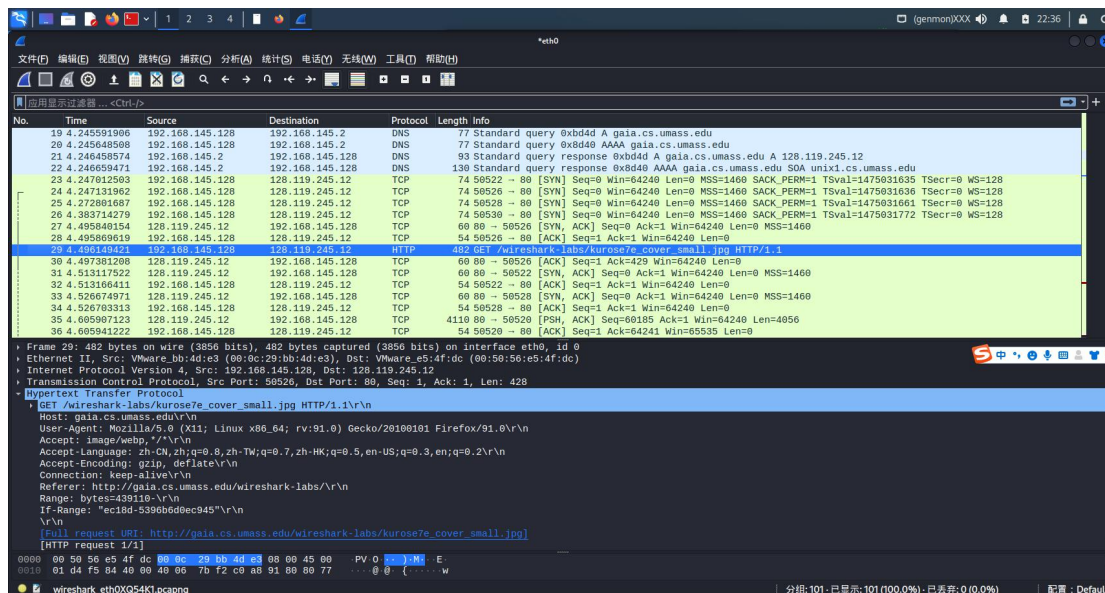 1 2 3 4 (genmon)XXX 22:36
*eth0
文件(F) 编辑(E) 视图(V) 跳转(G) 捕获(C) 分析(A) 统计(S) 电话(Y) 无线(W) 工具(T) 帮助(H)
应用显示过滤器 … <Ctrl-/>
No. Time Source Destination Protocol Length Info
19 4.245591906 192.168.145.128 192.168.145.2 DNS 77 Standard query 0xbd4d A gaia.cs.umass.edu
20 4.245648508 192.168.145.128 192.168.145.2 DNS 77 Standard query 0x8d40 AAAA gaia.cs.umass.edu
21 4.246458574 192.168.145.2 192.168.145.128 DNS 93 Standard query response 0xbd4d A gaia.cs.umass.edu A 128.119.245.12
22 4.246659471 192.168.145.2 192.168.145.128 DNS 130 Standard query response 0x8d40 AAAA gaia.cs.umass.edu SOA unix1.cs.umass.edu
23 4.247012503 192.168.145.128 128.119.245.12 TCP 74 50522 → 80 [SYN] Seq=0 Win=64240 Len=0 MSS=1460 SACK_PERM=1 TSval=1475031635 TSecr=0 WS=128
24 4.247131962 192.168.145.128 128.119.245.12 TCP 74 50526 → 80 [SYN] Seq=0 Win=64240 Len=0 MSS=1460 SACK_PERM=1 TSval=1475031636 TSecr=0 WS=128
25 4.272801687 192.168.145.128 128.119.245.12 TCP 74 50528 → 80 [SYN] Seq=0 Win=64240 Len=0 MSS=1460 SACK_PERM=1 TSval=1475031661 TSecr=0 WS=128
26 4.383714279 192.168.145.128 128.119.245.12 TCP 74 50530 → 80 [SYN] Seq=0 Win=64240 Len=0 MSS=1460 SACK_PERM=1 TSval=1475031772 TSecr=0 WS=128
27 4.495840154 128.119.245.12 192.168.145.128 TCP 60 80 → 50526 [SYN, ACK] Seq=0 Ack=1 Win=64240 Len=0 MSS=1460
28 4.495869619 192.168.145.128 128.119.245.12 TCP 54 50526 → 80 [ACK] Seq=1 Ack=1 Win=64240 Len=0
29 4.496149421 192.168.145.128 128.119.245.12 HTTP 482 GET /wireshark-labs/kurose7e_cover_small.jpg HTTP/1.1
30 4.497381208 128.119.245.12 192.168.145.128 TCP 60 80 → 50526 [ACK] Seq=1 Ack=429 Win=64240 Len=0
31 4.513117522 128.119.245.12 192.168.145.128 TCP 60 80 → 50522 [SYN, ACK] Seq=0 Ack=1 Win=64240 Len=0 MSS=1460
32 4.513166411 192.168.145.128 128.119.245.12 TCP 54 50522 → 80 [ACK] Seq=1 Ack=1 Win=64240 Len=0
33 4.526674971 128.119.245.12 192.168.145.128 TCP 60 80 → 50528 [SYN, ACK] Seq=0 Ack=1 Win=64240 Len=0 MSS=1460
34 4.526703313 192.168.145.128 128.119.245.12 TCP 54 50528 → 80 [ACK] Seq=1 Ack=1 Win=64240 Len=0
35 4.605907123 128.119.245.12 192.168.145.128 TCP 4110 80 → 50520 [PSH, ACK] Seq=60185 Ack=1 Win=64240 Len=4056
36 4.605941222 192.168.145.128 128.119.245.12 TCP 54 50520 → 80 [ACK] Seq=1 Ack=64241 Win=65535 Len=0
Frame 29: 482 bytes on wire (3856 bits), 482 bytes captured (3856 bits) on interface eth0, id 0
Ethernet II, Src: VMware_bb:4d:e3 (00:0c:29:bb:4d:e3), Dst: VMware_e5:4f:dc (00:50:56:e5:4f:dc)
Internet Protocol Version 4, Src: 192.168.145.128, Dst: 128.119.245.12
Transmission Control Protocol, Src Port: 50526, Dst Port: 80, Seq: 1, Ack: 1, Len: 428
Hypertext Transfer Protocol
GET /wireshark-labs/kurose7e_cover_small.jpg HTTP/1.1\r\n
Host: gaia.cs.umass.edu\r\n
User-Agent: Mozilla/5.0 (X11; Linux x86_64; rv:91.0) Gecko/20100101 Firefox/91.0\r\n
Accept: image/webp,*/*\r\n
Accept-Language: zh-CN,zh;q=0.8,zh-TW;q=0.7,zh-HK;q=0.5,en-US;q=0.3,en;q=0.2\r\n
Accept-Encoding: gzip, deflate\r\n
Connection: keep-alive\r\n
Referer: http://gaia.cs.umass.edu/wireshark-labs/\r\n
Range: bytes=439110-\r\n
If-Range: "ec18d-5396b6d0ec945"\r\n
\r\n
[Full request URI: http://gaia.cs.umass.edu/wireshark-labs/kurose7e_cover_small.jpg]
[HTTP request 1/1]
中
0000 00 50 56 e5 4f dc 00 0c 29 bb 4d e3 08 00 45 00 ·PV·O···)·M···E·
0010 01 d4 f5 84 40 00 40 06 7b f2 c0 a8 91 80 80 77 ····@·@·{······w
wireshark_eth0XQ54K1.pcapng 分组: 101 · 已显示: 101 (100.0%) · 已丢弃: 0 (0.0%) 配置：Defaul